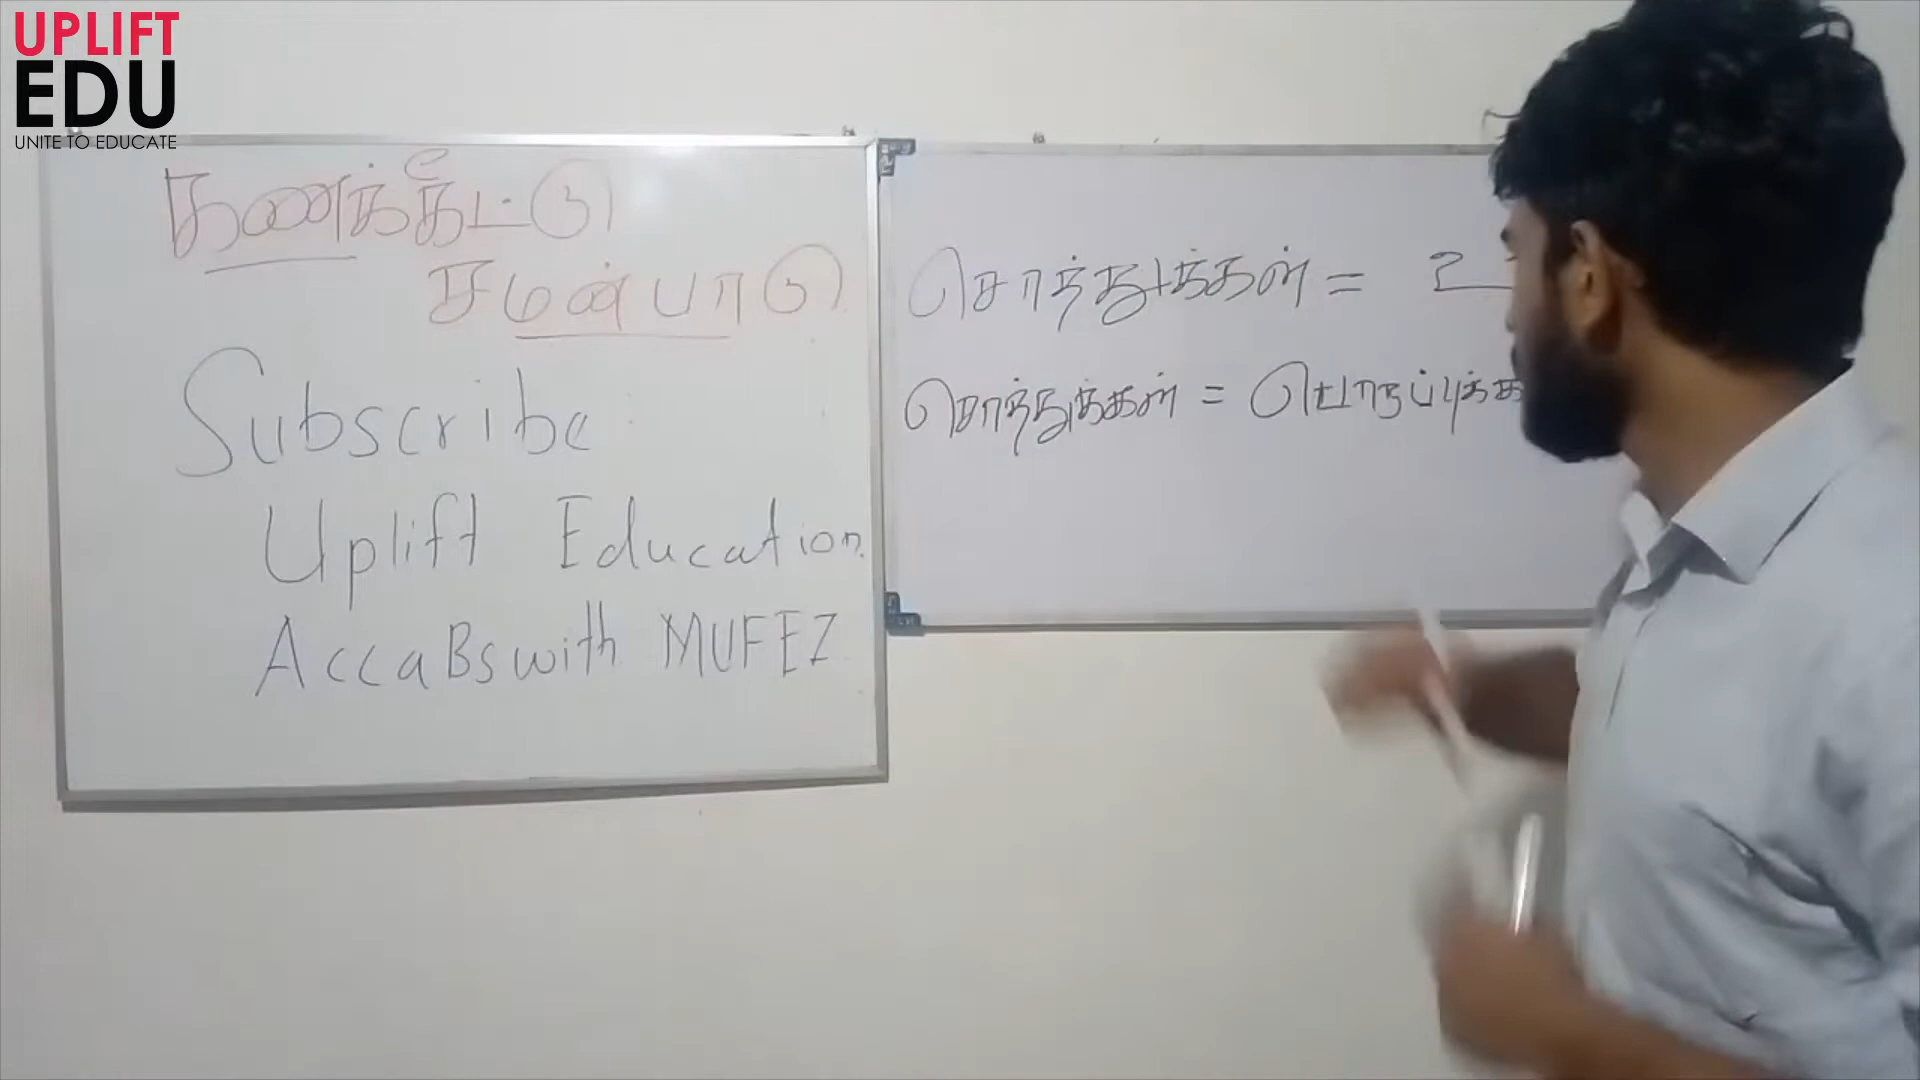 UPLIFT
EDU
UNITE TO EDUCATE
கணக்கீட்டு
சமன்பாடு
Subscribe:
Uplift Education.
AccaBswith MUFEZ
சொத்துக்கள் = உ
சொத்துக்கள் = பொறுப்புக்க